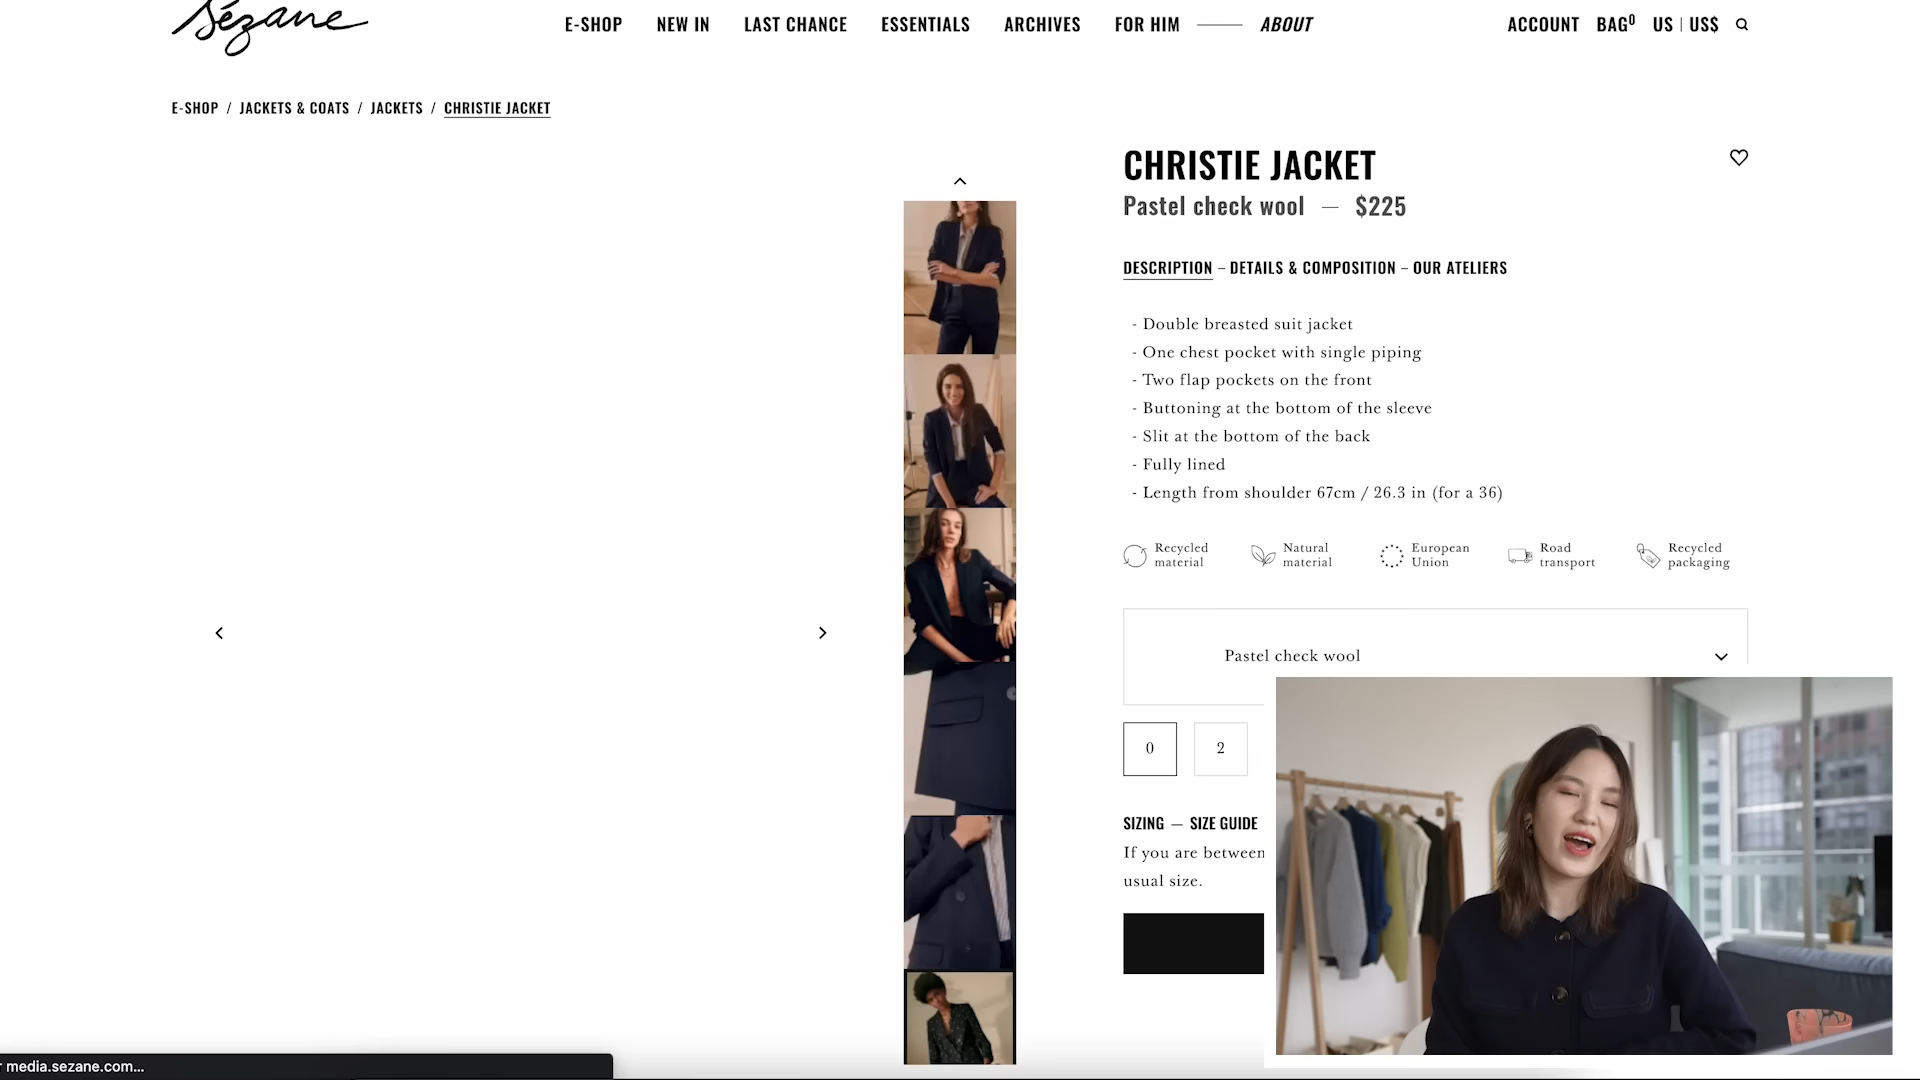 Sézane
E-SHOP NEW IN LAST CHANCE ESSENTIALS ARCHIVES FOR HIM ABOUT ACCOUNT BAG0 US | US$
E-SHOP / JACKETS & COATS / JACKETS / CHRISTIE JACKET
CHRISTIE JACKET
Pastel check wool — $225
DESCRIPTION – DETAILS & COMPOSITION – OUR ATELIERS
- Double breasted suit jacket
- One chest pocket with single piping
- Two flap pockets on the front
- Buttoning at the bottom of the sleeve
- Slit at the bottom of the back
- Fully lined
- Length from shoulder 67cm / 26.3 in (for a 36)
Recycled material
Natural material
European Union
Road transport
Recycled packaging
Pastel check wool
0 2
SIZING — SIZE GUIDE
If you are between
usual size.
media.sezane.com...